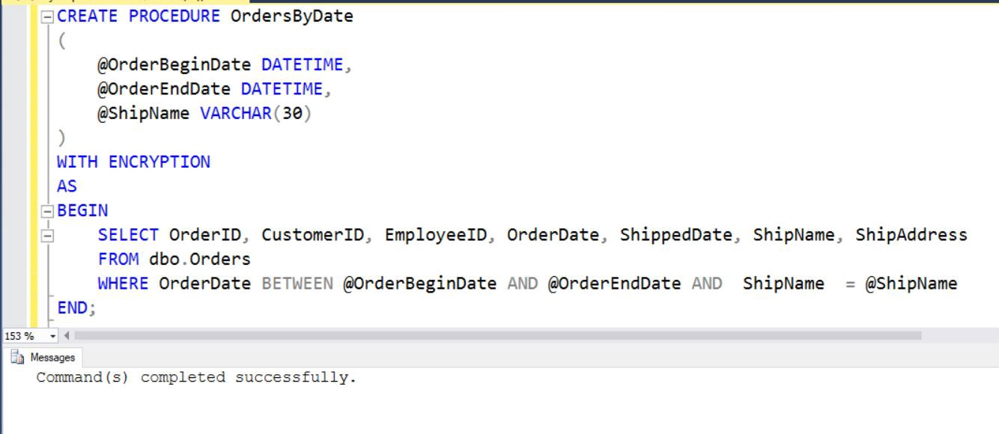 CREATE PROCEDURE OrdersByDate
(
@OrderBeginDate DATETIME,
@OrderEndDate DATETIME,
@ShipName VARCHAR(30)
)
WITH ENCRYPTION
AS
BEGIN
SELECT OrderID, CustomerID, EmployeeID, OrderDate, ShippedDate, ShipName, ShipAddress
FROM dbo.Orders
WHERE OrderDate BETWEEN @OrderBeginDate AND @OrderEndDate AND  ShipName  = @ShipName
END;
153 %
Messages
Command(s) completed successfully.